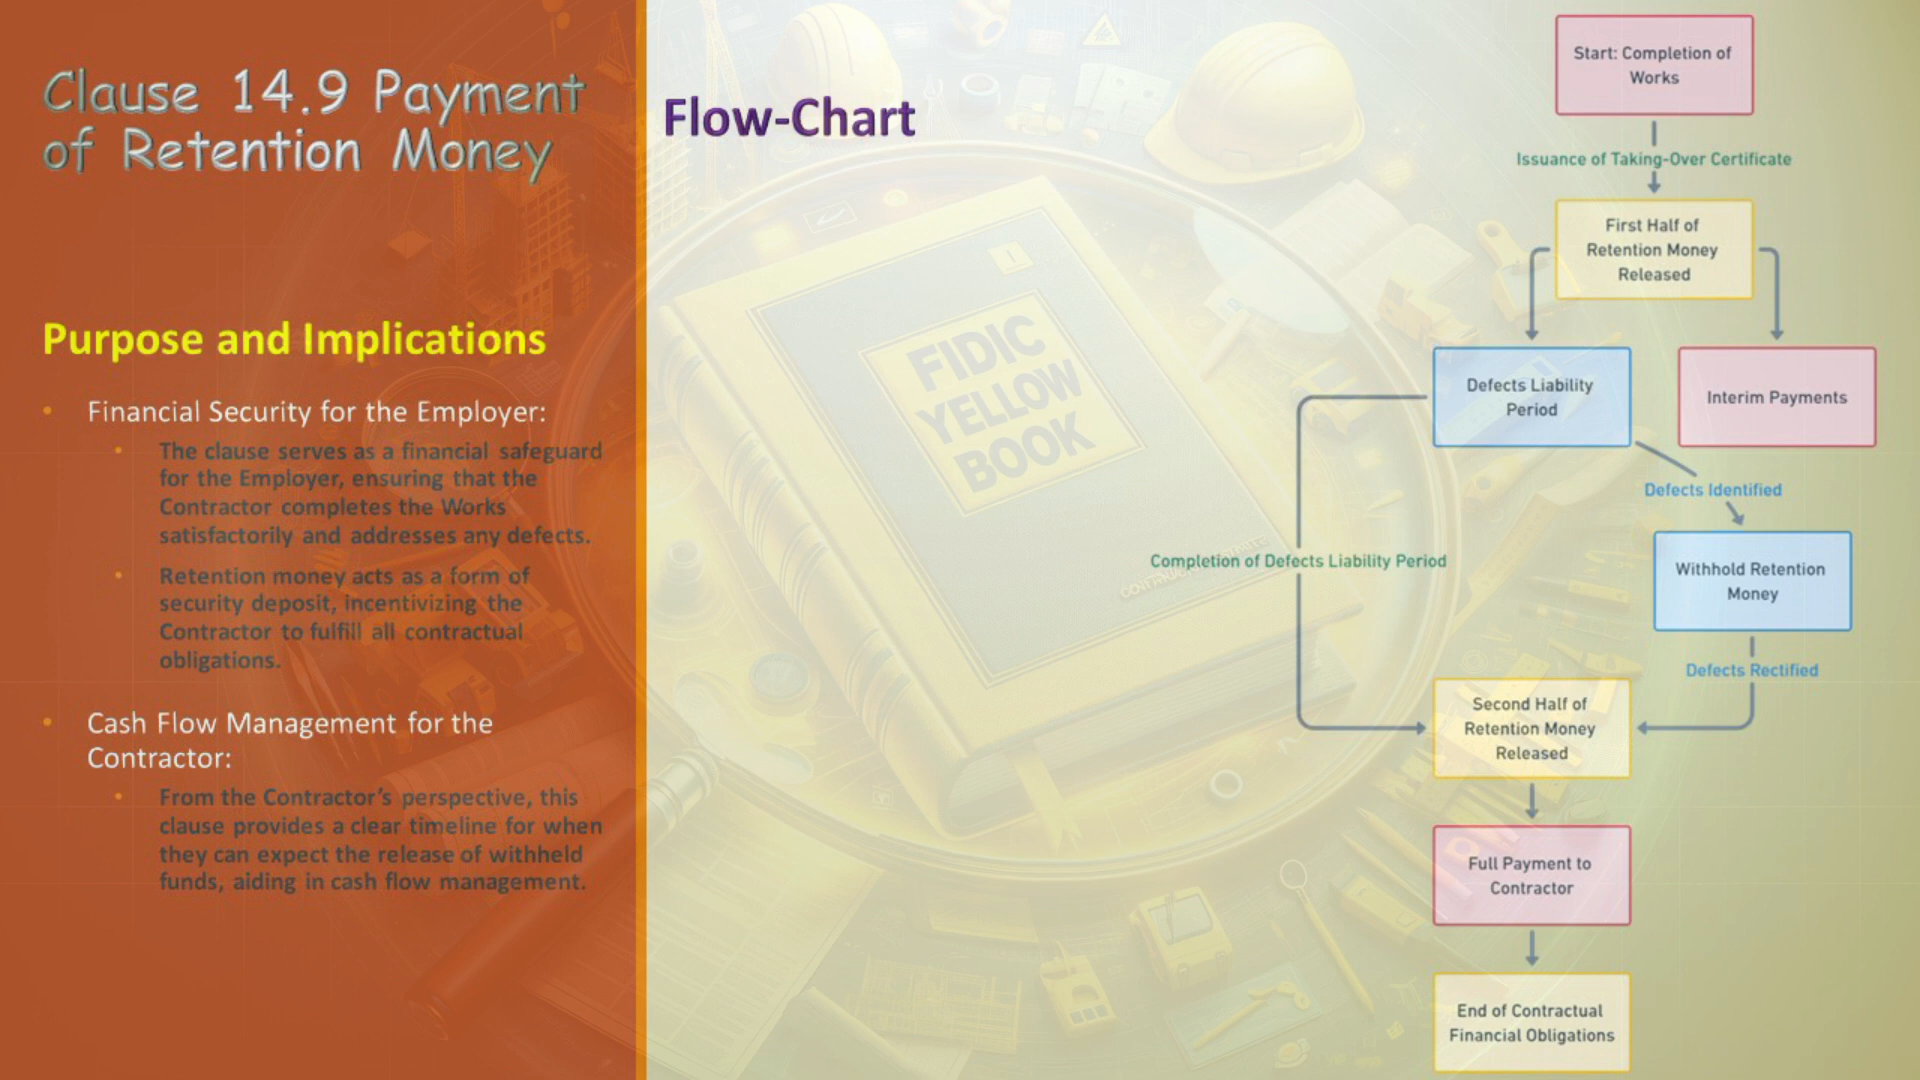 Clause 14.9 Payment
of Retention Money
Purpose and Implications
• Financial Security for the Employer:
• The clause serves as a financial safeguard
for the Employer, ensuring that the
Contractor completes the Works
satisfactorily and addresses any defects.
• Retention money acts as a form of
security deposit, incentivizing the
Contractor to fulfill all contractual
obligations.
• Cash Flow Management for the
Contractor:
• From the Contractor's perspective, this
clause provides a clear timeline for when
they can expect the release of withheld
funds, aiding in cash flow management.
Flow-Chart
FIDIC
YELLOW
BOOK
Start: Completion of
Works
Issuance of Taking-Over Certificate
First Half of
Retention Money
Released
Defects Liability
Period
Interim Payments
Defects Identified
Completion of Defects Liability Period
Withhold Retention
Money
Defects Rectified
Second Half of
Retention Money
Released
Full Payment to
Contractor
End of Contractual
Financial Obligations